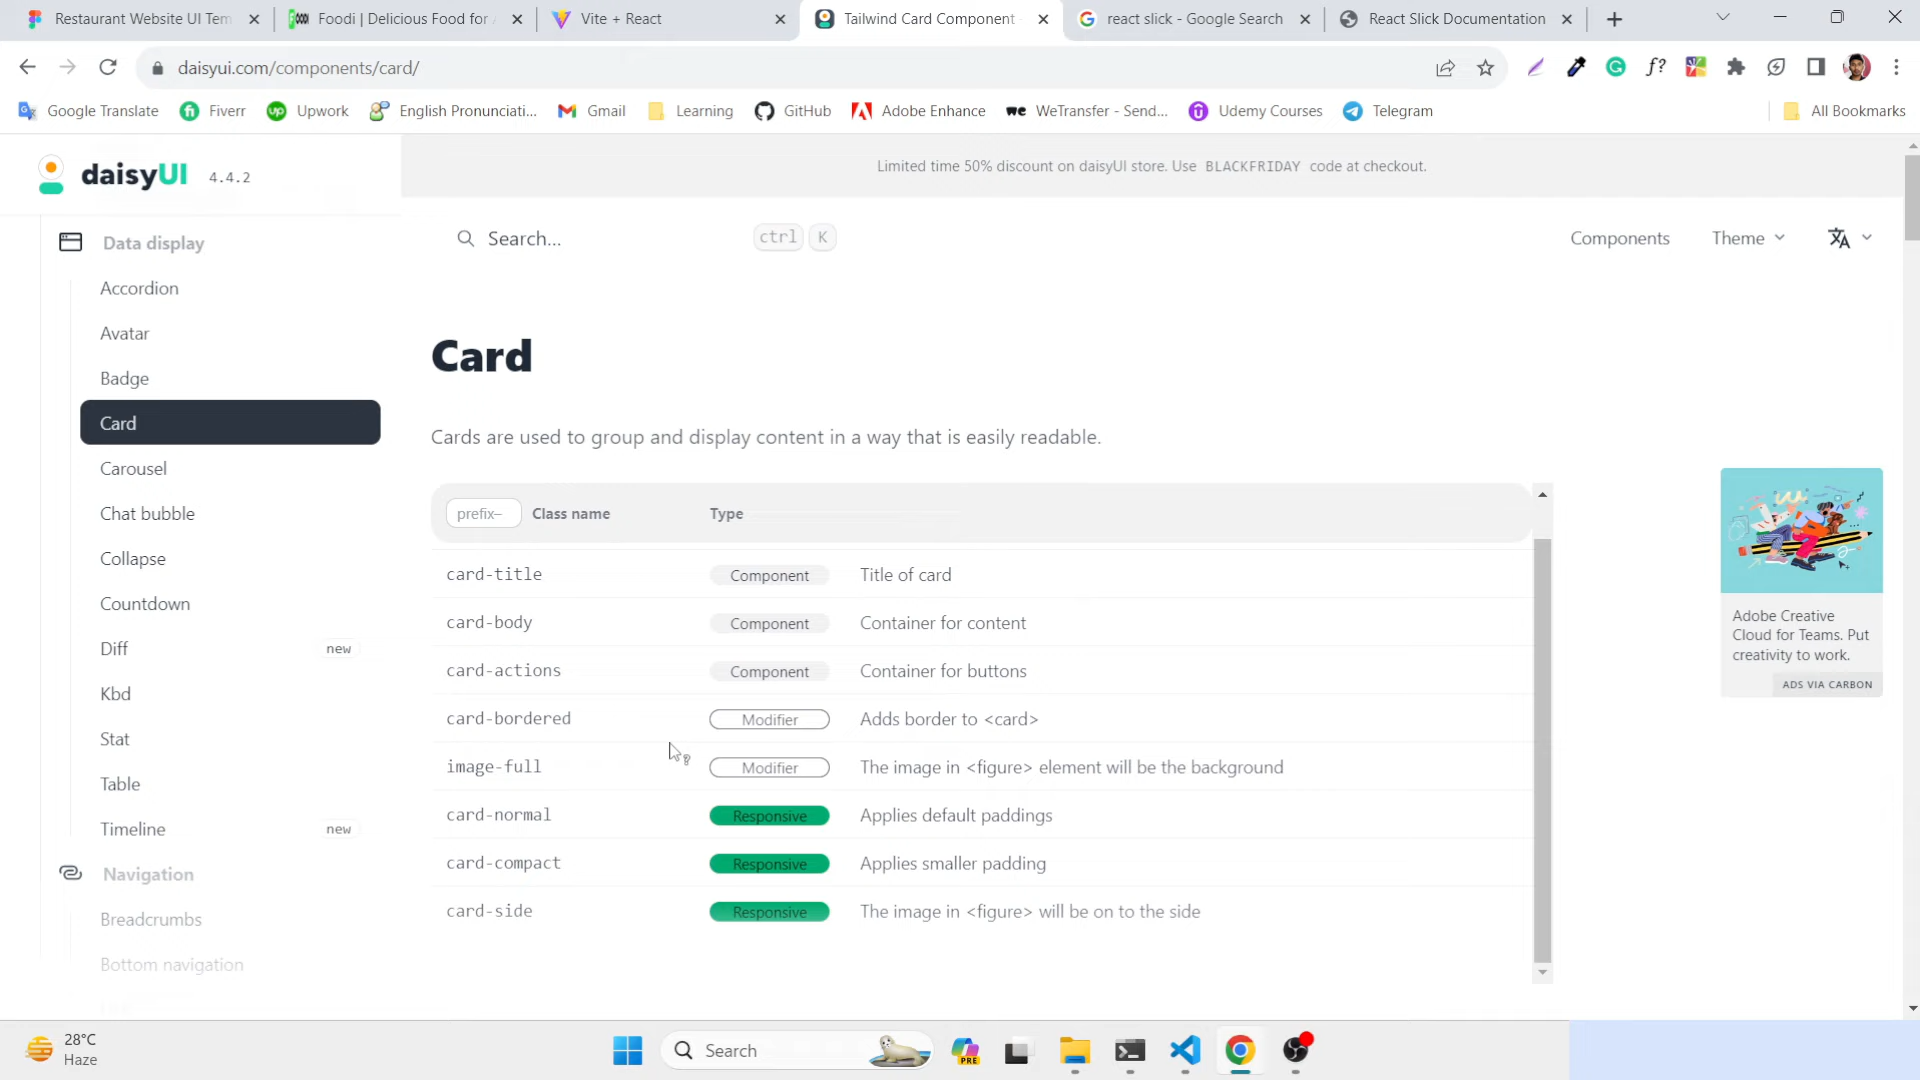 Restaurant Website UI Tem
Foodi | Delicious Food for A
Vite + React
Tailwind Card Component
react slick - Google Search
React Slick Documentation
daisyui.com/components/card/
f?
Google Translate
Fiverr
Upwork
English Pronunciati...
Gmail
Learning
GitHub
Adobe Enhance
WeTransfer - Send...
Udemy Courses
Telegram
All Bookmarks
daisyUI 4.4.2
Limited time 50% discount on daisyUI store. Use BLACKFRIDAY code at checkout.
Search...
ctrl K
Components
Theme
Data display
Accordion
Avatar
Badge
Card
Carousel
Chat bubble
Collapse
Countdown
Diff new
Kbd
Stat
Table
Timeline new
Navigation
Breadcrumbs
Bottom navigation
Card
Cards are used to group and display content in a way that is easily readable.
prefix– Class name Type
card-title Component Title of card
card-body Component Container for content
card-actions Component Container for buttons
card-bordered Modifier Adds border to <card>
image-full Modifier The image in <figure> element will be the background
card-normal Responsive Applies default paddings
card-compact Responsive Applies smaller padding
card-side Responsive The image in <figure> will be on to the side
Adobe Creative
Cloud for Teams. Put
creativity to work.
ADS VIA CARBON
28°C
Haze
Search
PRE